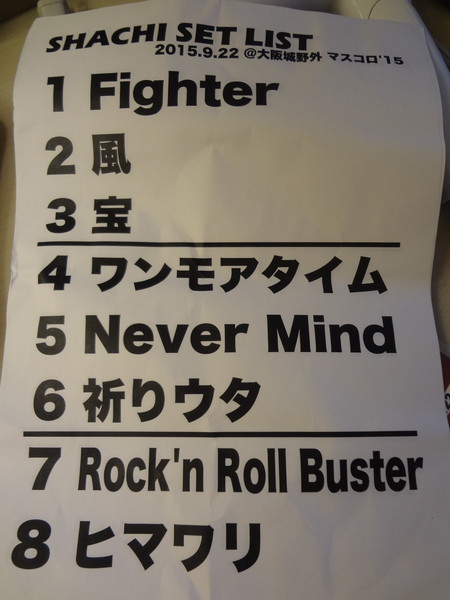 SHACHI SET LIST
2015.9.22 @大阪城野外 マスコロ'15
1 Fighter
2 風
3 宝
4 ワンモアタイム
5 Never Mind
6 祈りウタ
7 Rock'n Roll Buster
8 ヒマワリ